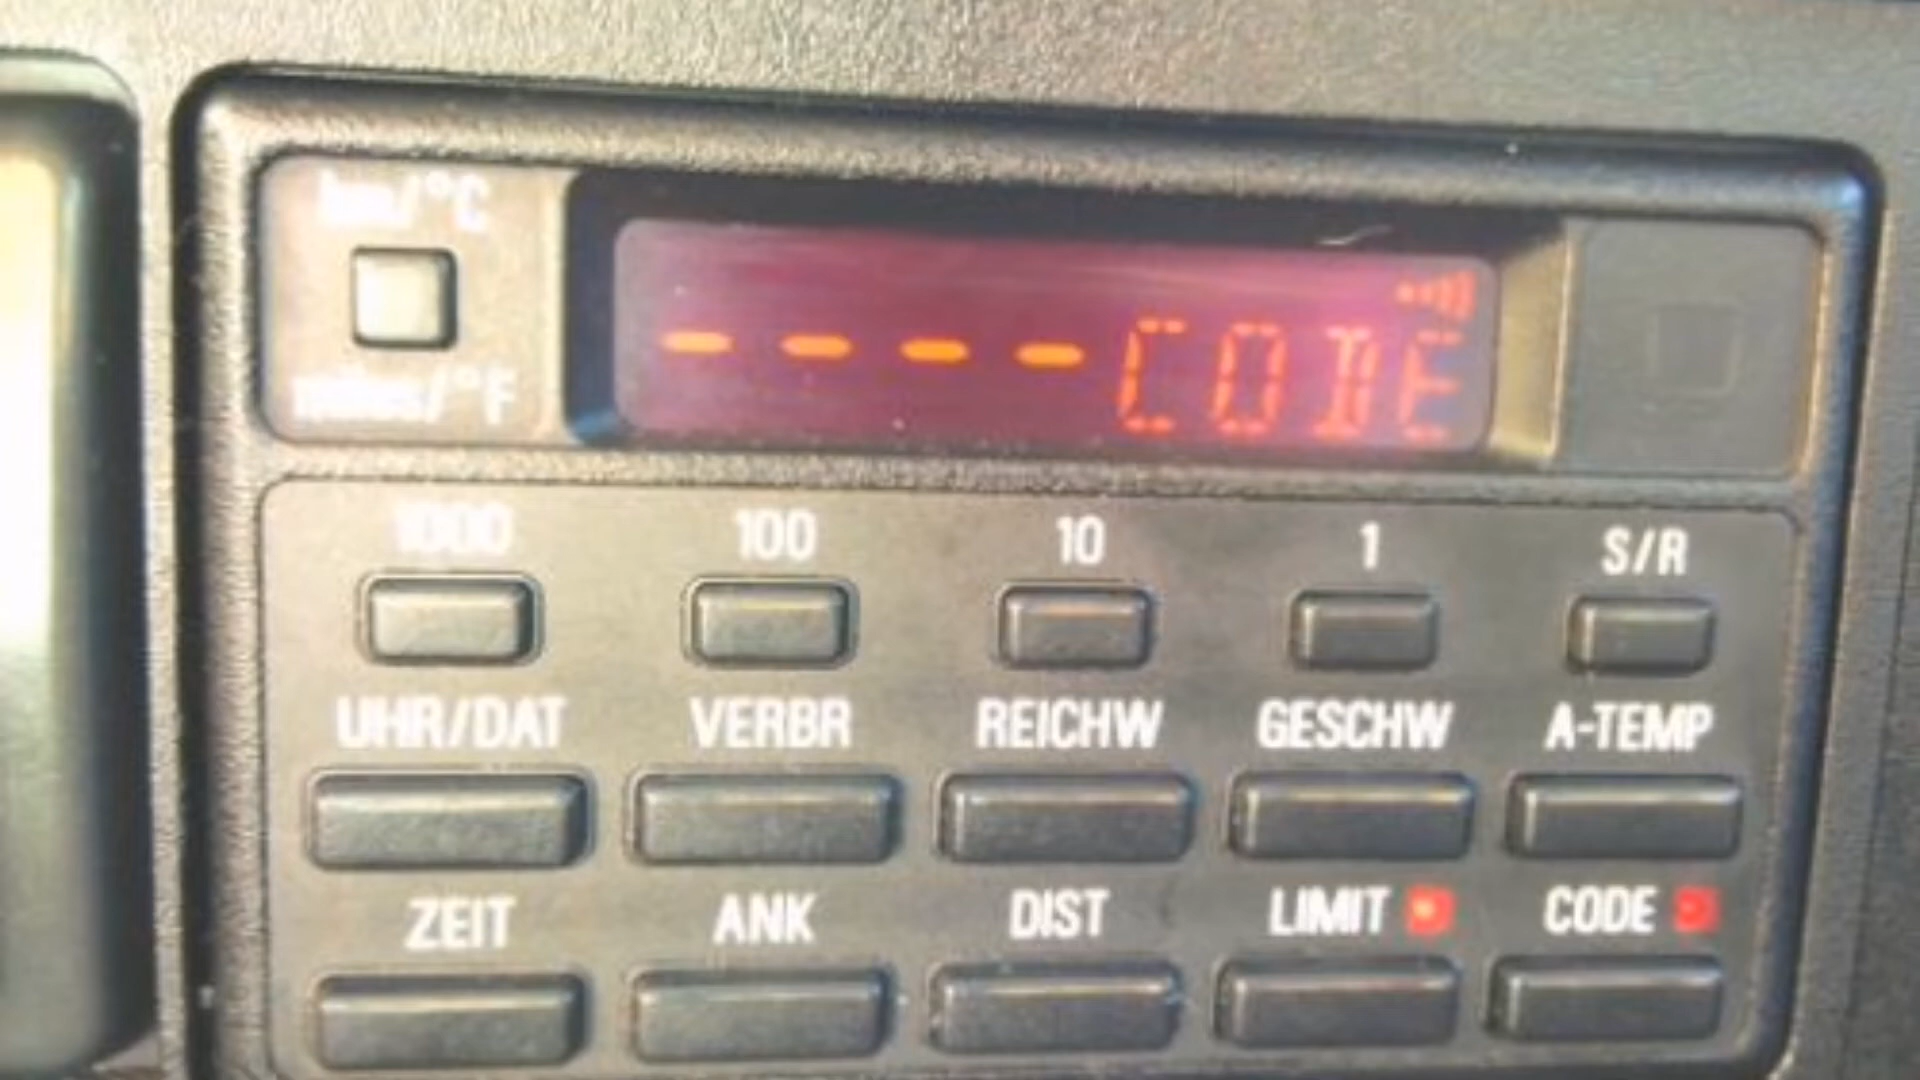 km/°C
----CODE
miles/°F
1000 100 10 1 S/R
UHR/DAT VERBR REICHW GESCHW A-TEMP
ZEIT ANK DIST LIMIT CODE